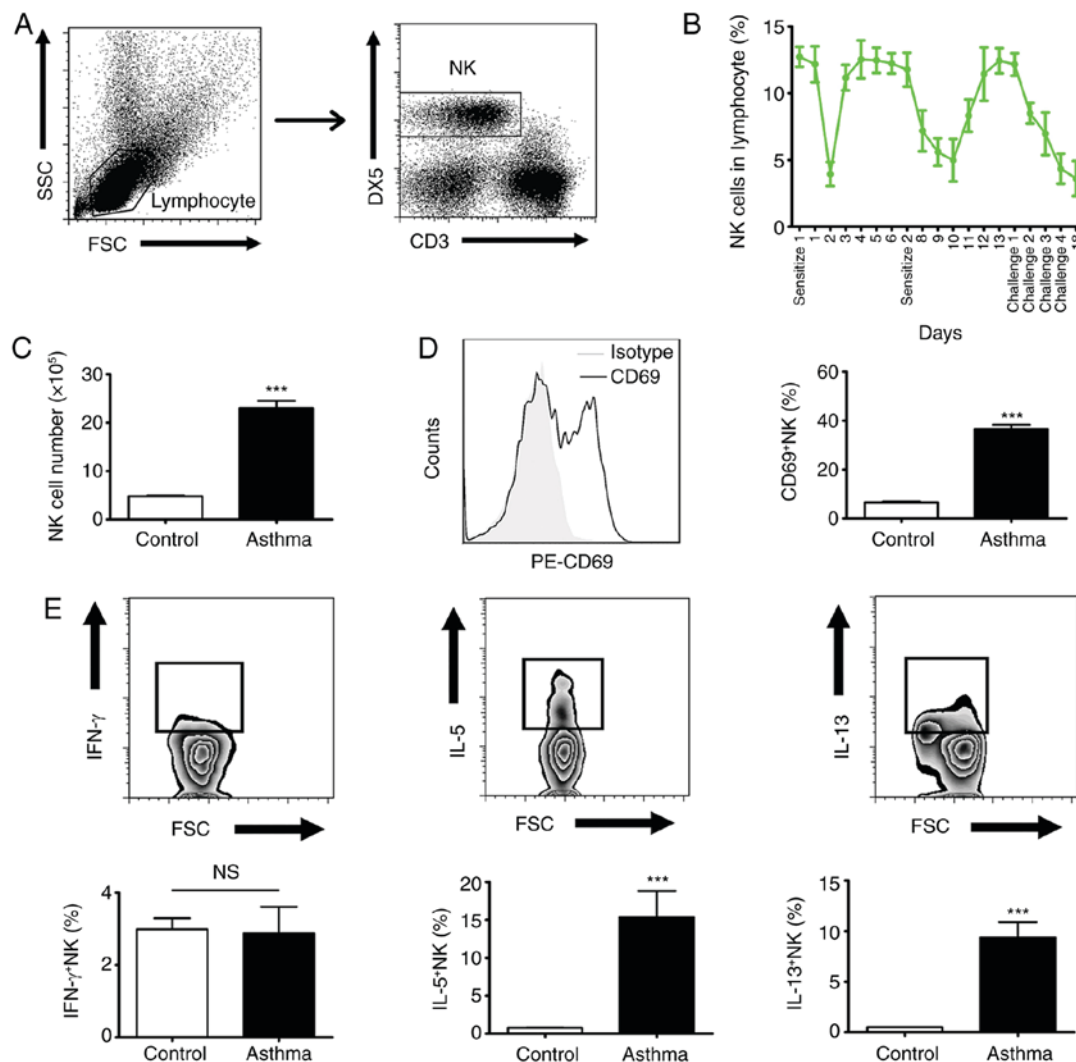 A
SSC
Lymphocyte
FSC
NK
DX5
CD3
B
NK cells in lymphocyte (%)
15
10
5
0
Sensitize 1
1
2
3
4
5
6
Sensitize 2
8
9
10
11
12
13
Challenge 1
Challenge 2
Challenge 3
Challenge 4
18
Days
C
NK cell number (×10⁵)
30
20
10
0
***
Control
Asthma
D
Isotype
CD69
Counts
PE-CD69
CD69⁺NK (%)
60
40
20
0
***
Control
Asthma
E
IFN-γ
FSC
IL-5
FSC
IL-13
FSC
IFN-γ⁺NK (%)
4
2
0
NS
Control
Asthma
IL-5⁺NK (%)
20
15
10
5
0
***
Control
Asthma
IL-13⁺NK (%)
15
10
5
0
***
Control
Asthma